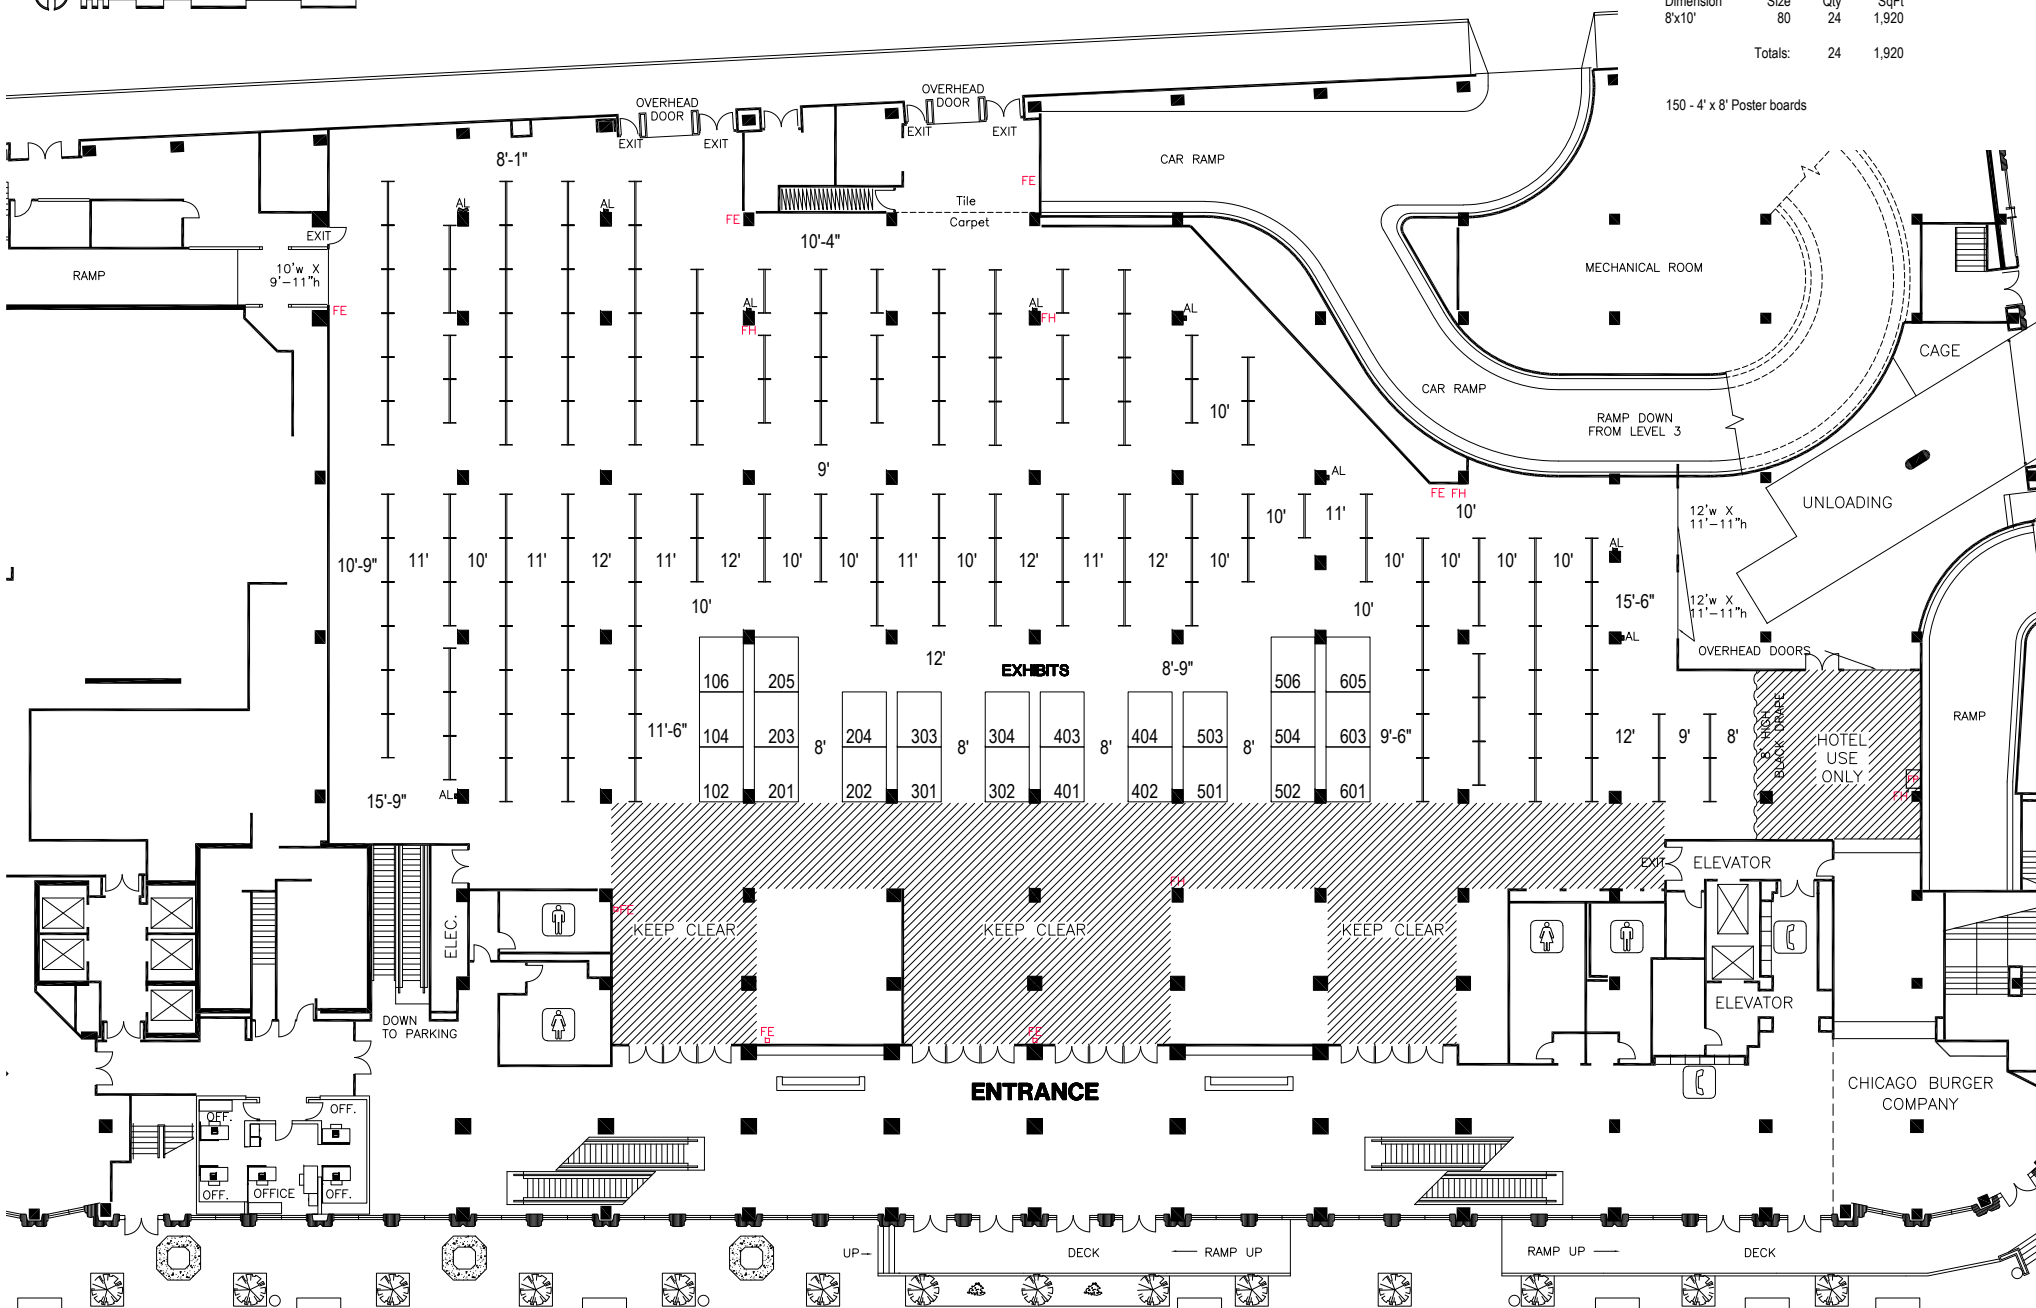 Dimension Size Qty SqFt
8'x10' 80 24 1,920
Totals: 24 1,920
150 - 4' x 8' Poster boards
OVERHEAD
DOOR
EXIT
EXIT
OVERHEAD
DOOR
EXIT
EXIT
8'-1"
CAR RAMP
FE
AL
AL
FE
Tile
Carpet
EXIT
10'-4"
RAMP
10'w X
9'-11"h
MECHANICAL ROOM
FE
AL
FH
AL
FH
AL
CAGE
CAR RAMP
10'
RAMP DOWN
FROM LEVEL 3
9'
AL
FE FH
UNLOADING
10'
11'
10'
12'w X
11'-11"h
AL
10'-9"
11'
10'
11'
12'
11'
12'
10'
10'
11'
10'
12'
11'
12'
10'
10'
10'
10'
10'
10'
10'
15'-6"
12'w X
11'-11"h
AL
OVERHEAD DOORS
12'
EXHIBITS
8'-9"
106 205
506 605
11'-6"
104 203
8'
204 303
8'
304 403
8'
404 503
8'
504 603
9'-6"
12'
9'
8'
8' HIGH
BLACK DRAPE
HOTEL
USE
ONLY
RAMP
FP
FH
102 201
202 301
302 401
402 501
502 601
15'-9"
AL
EXIT
ELEVATOR
FH
FE
ELEC.
KEEP CLEAR
KEEP CLEAR
KEEP CLEAR
ELEVATOR
DOWN
TO PARKING
FE
FE
ENTRANCE
CHICAGO BURGER
COMPANY
OFF.
OFF.
OFF.
OFFICE
OFF.
UP
DECK
RAMP UP
RAMP UP
DECK